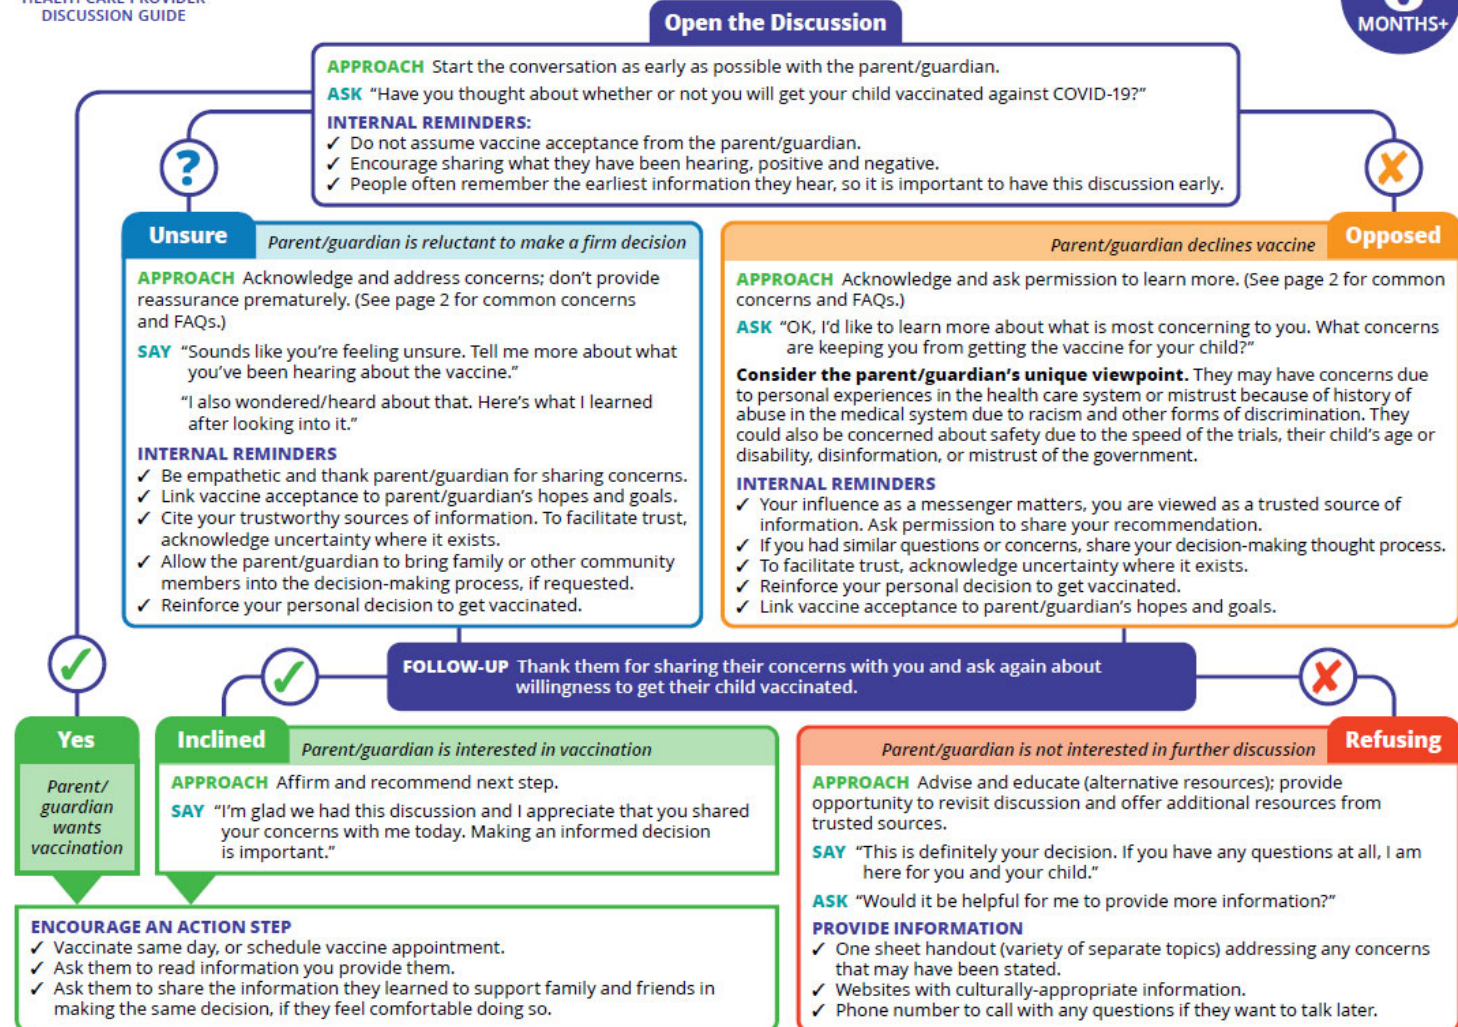 HEALTH CARE PROVIDER
DISCUSSION GUIDE
MONTHS+
Open the Discussion
APPROACH Start the conversation as early as possible with the parent/guardian.
ASK “Have you thought about whether or not you will get your child vaccinated against COVID-19?”
INTERNAL REMINDERS:
✓ Do not assume vaccine acceptance from the parent/guardian.
✓ Encourage sharing what they have been hearing, positive and negative.
✓ People often remember the earliest information they hear, so it is important to have this discussion early.
?
✘
Unsure
Parent/guardian is reluctant to make a firm decision
APPROACH Acknowledge and address concerns; don’t provide
reassurance prematurely. (See page 2 for common concerns
and FAQs.)
SAY “Sounds like you’re feeling unsure. Tell me more about what
you’ve been hearing about the vaccine.”
“I also wondered/heard about that. Here’s what I learned
after looking into it.”
INTERNAL REMINDERS
✓ Be empathetic and thank parent/guardian for sharing concerns.
✓ Link vaccine acceptance to parent/guardian’s hopes and goals.
✓ Cite your trustworthy sources of information. To facilitate trust,
acknowledge uncertainty where it exists.
✓ Allow the parent/guardian to bring family or other community
members into the decision-making process, if requested.
✓ Reinforce your personal decision to get vaccinated.
Parent/guardian declines vaccine
Opposed
APPROACH Acknowledge and ask permission to learn more. (See page 2 for common
concerns and FAQs.)
ASK “OK, I’d like to learn more about what is most concerning to you. What concerns
are keeping you from getting the vaccine for your child?”
Consider the parent/guardian’s unique viewpoint. They may have concerns due
to personal experiences in the health care system or mistrust because of history of
abuse in the medical system due to racism and other forms of discrimination. They
could also be concerned about safety due to the speed of the trials, their child’s age or
disability, disinformation, or mistrust of the government.
INTERNAL REMINDERS
✓ Your influence as a messenger matters, you are viewed as a trusted source of
information. Ask permission to share your recommendation.
✓ If you had similar questions or concerns, share your decision-making thought process.
✓ To facilitate trust, acknowledge uncertainty where it exists.
✓ Reinforce your personal decision to get vaccinated.
✓ Link vaccine acceptance to parent/guardian’s hopes and goals.
✓
✓
FOLLOW-UP Thank them for sharing their concerns with you and ask again about
willingness to get their child vaccinated.
✘
Yes
Parent/
guardian
wants
vaccination
Inclined
Parent/guardian is interested in vaccination
APPROACH Affirm and recommend next step.
SAY “I’m glad we had this discussion and I appreciate that you shared
your concerns with me today. Making an informed decision
is important.”
ENCOURAGE AN ACTION STEP
✓ Vaccinate same day, or schedule vaccine appointment.
✓ Ask them to read information you provide them.
✓ Ask them to share the information they learned to support family and friends in
making the same decision, if they feel comfortable doing so.
Parent/guardian is not interested in further discussion
Refusing
APPROACH Advise and educate (alternative resources); provide
opportunity to revisit discussion and offer additional resources from
trusted sources.
SAY “This is definitely your decision. If you have any questions at all, I am
here for you and your child.”
ASK “Would it be helpful for me to provide more information?”
PROVIDE INFORMATION
✓ One sheet handout (variety of separate topics) addressing any concerns
that may have been stated.
✓ Websites with culturally-appropriate information.
✓ Phone number to call with any questions if they want to talk later.